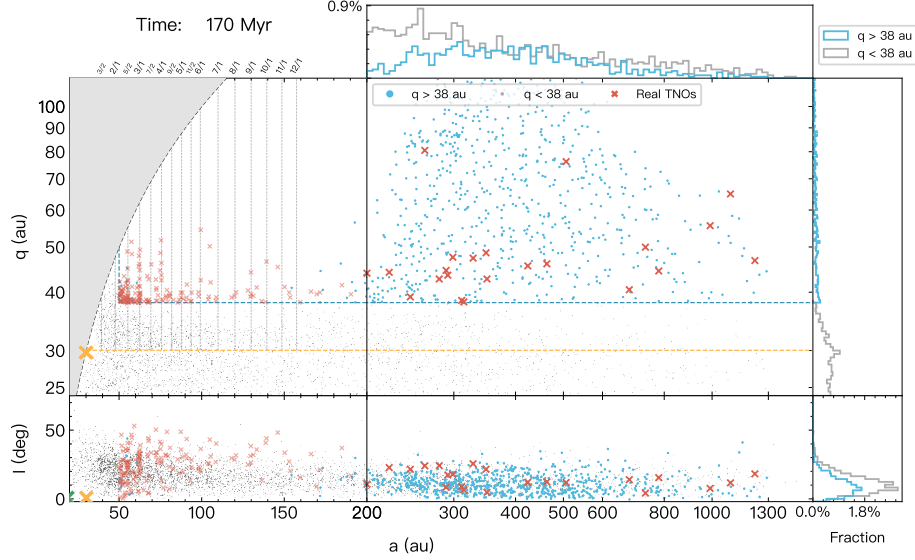 Time: 170 Myr
0.9%
q > 38 au
q < 38 au
3/2 2/1 5/2 3/1 7/2 4/1 9/2 5/1 11/2 6/1 7/1 8/1 9/1 10/1 11/1 12/1
q > 38 au q < 38 au Real TNOs
100
90
80
70
60
50
40
30
25
q (au)
50
0
I (deg)
50 100 150 200 200 300 400 500 600 800 1000 1300
0.0% 1.8%
a (au)
Fraction